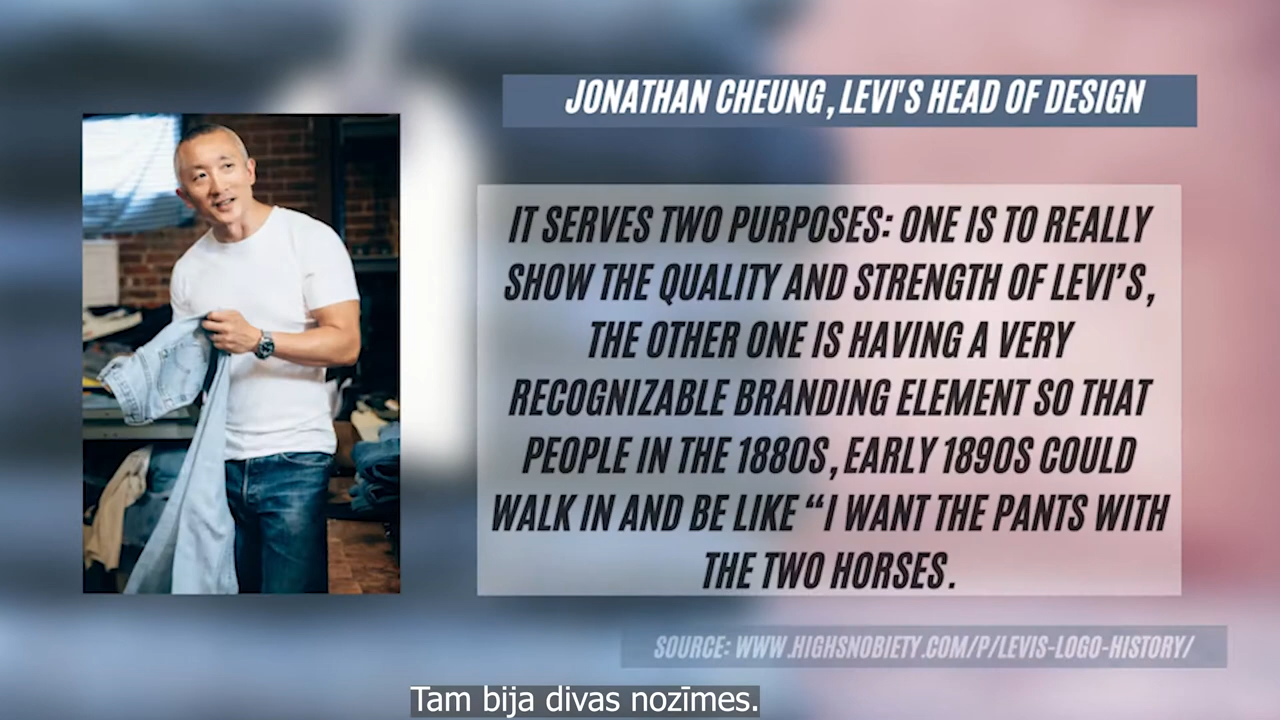 JONATHAN CHEUNG, LEVI'S HEAD OF DESIGN
IT SERVES TWO PURPOSES: ONE IS TO REALLY
SHOW THE QUALITY AND STRENGTH OF LEVI’S,
THE OTHER ONE IS HAVING A VERY
RECOGNIZABLE BRANDING ELEMENT SO THAT
PEOPLE IN THE 1880S, EARLY 1890S COULD
WALK IN AND BE LIKE “I WANT THE PANTS WITH
THE TWO HORSES.
SOURCE: WWW.HIGHSNOBIETY.COM/P/LEVIS-LOGO-HISTORY/
Tam bija divas nozīmes.